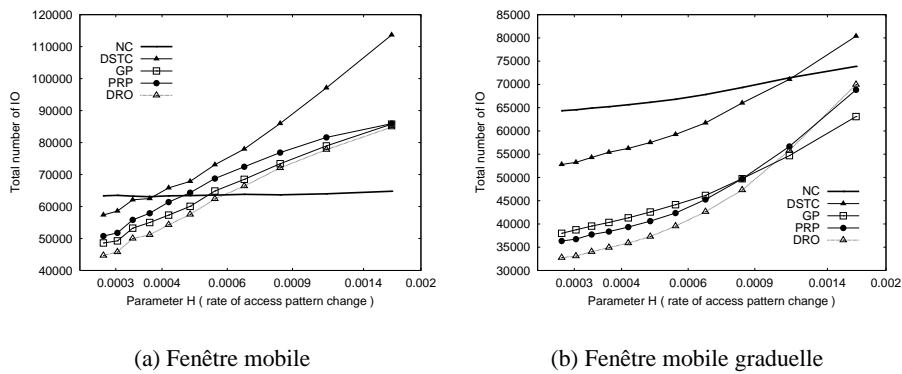 120000
110000
100000
90000
80000
70000
60000
50000
40000
Total number of IO
NC
DSTC
GP
PRP
DRO
0.0003 0.0004 0.0006 0.0009 0.0014 0.002
Parameter H ( rate of access pattern change )
(a) Fenêtre mobile
85000
80000
75000
70000
65000
60000
55000
50000
45000
40000
35000
30000
Total number of IO
NC
DSTC
GP
PRP
DRO
0.0003 0.0004 0.0006 0.0009 0.0014 0.002
Parameter H ( rate of access pattern change )
(b) Fenêtre mobile graduelle